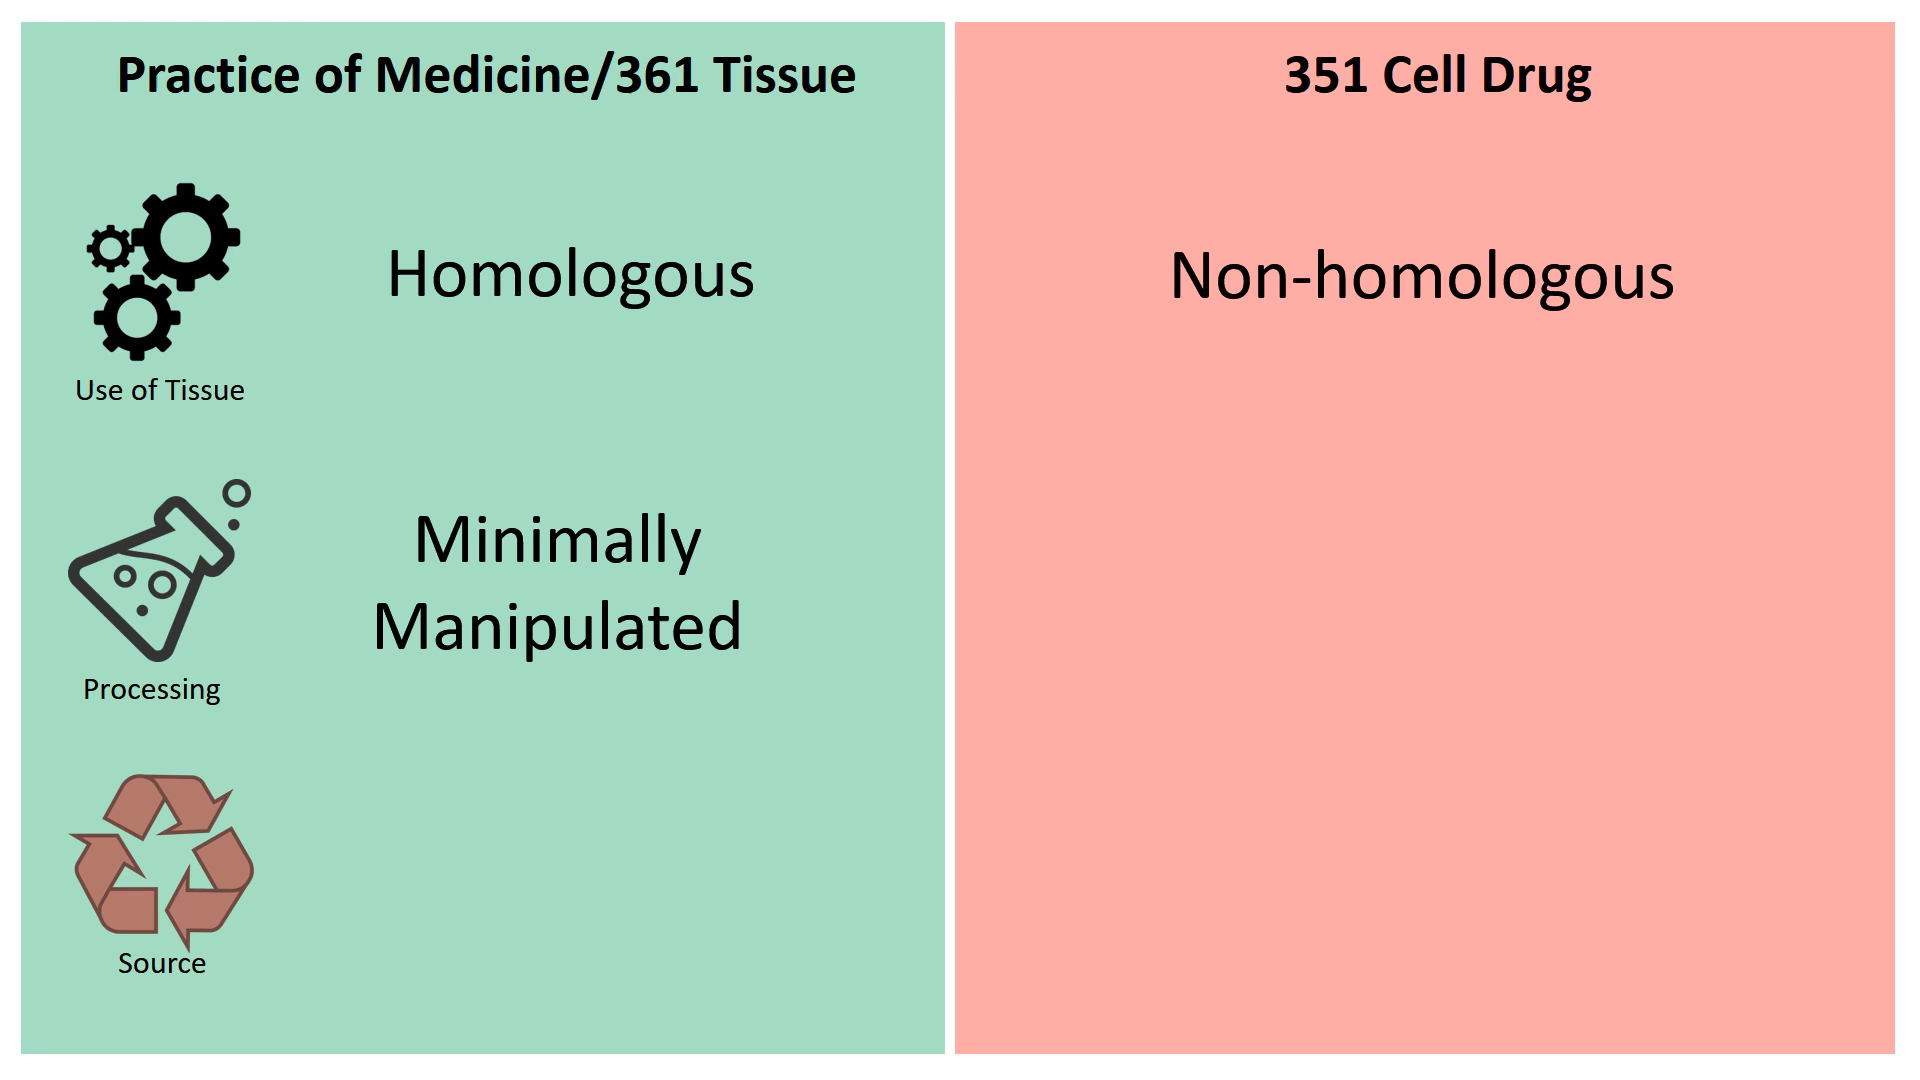 Practice of Medicine/361 Tissue
351 Cell Drug
Homologous
Non-homologous
Use of Tissue
Minimally
Manipulated
Processing
Source